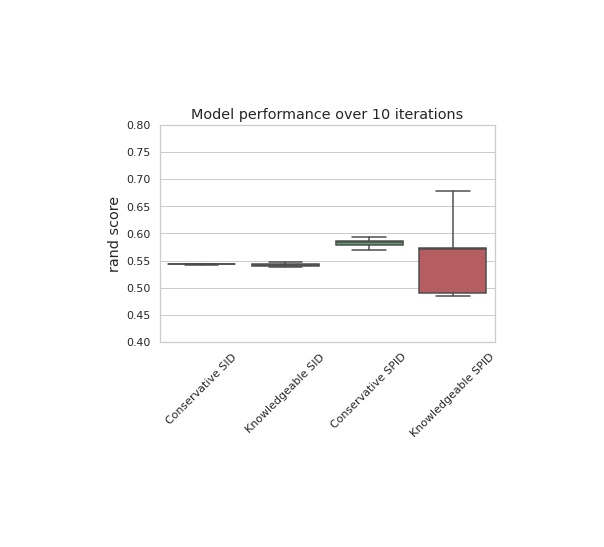 Model performance over 10 iterations
rand score
0.80
0.75
0.70
0.65
0.60
0.55
0.50
0.45
0.40
Conservative SID
Knowledgeable SID
Conservative SPID
Knowledgeable SPID